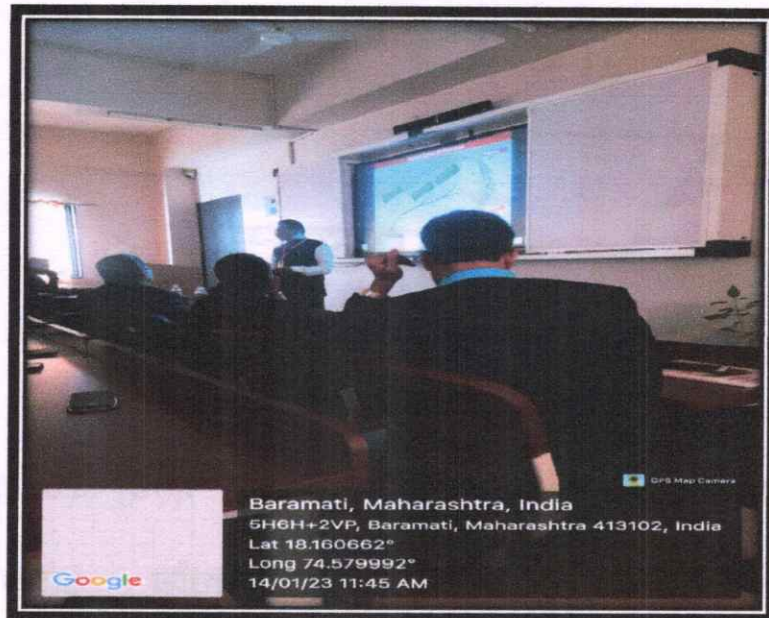 GPS Map Camera
Baramati, Maharashtra, India
5H6H+2VP, Baramati, Maharashtra 413102, India
Lat 18.160662°
Long 74.579992°
14/01/23 11:45 AM
Google